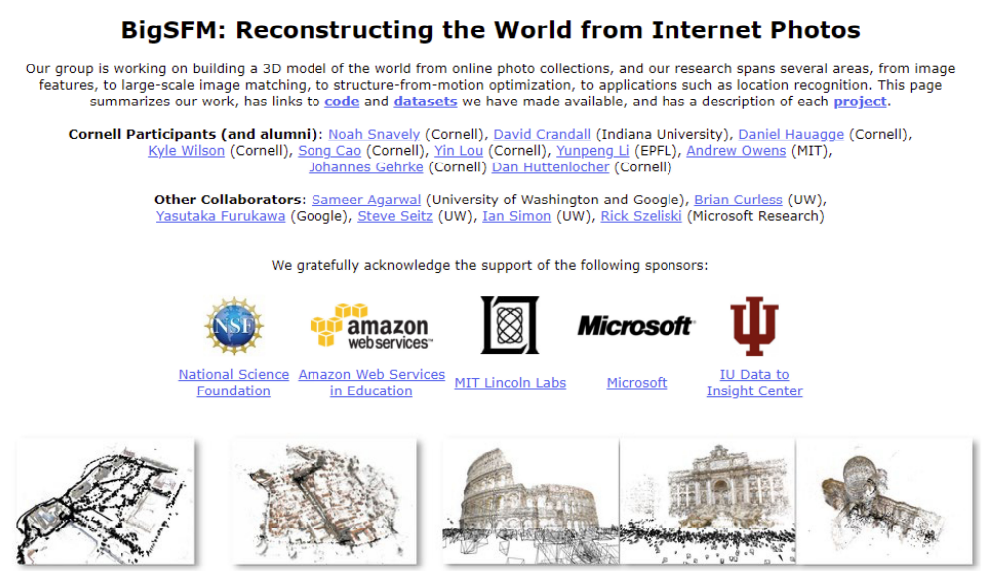 BigSFM: Reconstructing the World from Internet Photos
Our group is working on building a 3D model of the world from online photo collections, and our research spans several areas, from image
features, to large-scale image matching, to structure-from-motion optimization, to applications such as location recognition. This page
summarizes our work, has links to code and datasets we have made available, and has a description of each project.
Cornell Participants (and alumni): Noah Snavely (Cornell), David Crandall (Indiana University), Daniel Hauagge (Cornell),
Kyle Wilson (Cornell), Song Cao (Cornell), Yin Lou (Cornell), Yunpeng Li (EPFL), Andrew Owens (MIT),
Johannes Gehrke (Cornell) Dan Huttenlocher (Cornell)
Other Collaborators: Sameer Agarwal (University of Washington and Google), Brian Curless (UW),
Yasutaka Furukawa (Google), Steve Seitz (UW), Ian Simon (UW), Rick Szeliski (Microsoft Research)
We gratefully acknowledge the support of the following sponsors:
NSF
amazon
web services™
Microsoft®
National Science
Foundation
Amazon Web Services
in Education
MIT Lincoln Labs
Microsoft
IU Data to
Insight Center